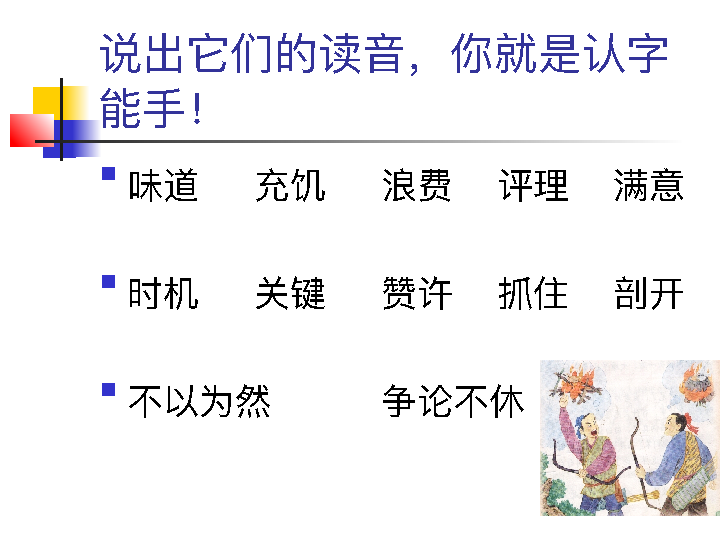 说出它们的读音，你就是认字
能手！
味道 充饥 浪费 评理 满意
时机 关键 赞许 抓住 剖开
不以为然 争论不休